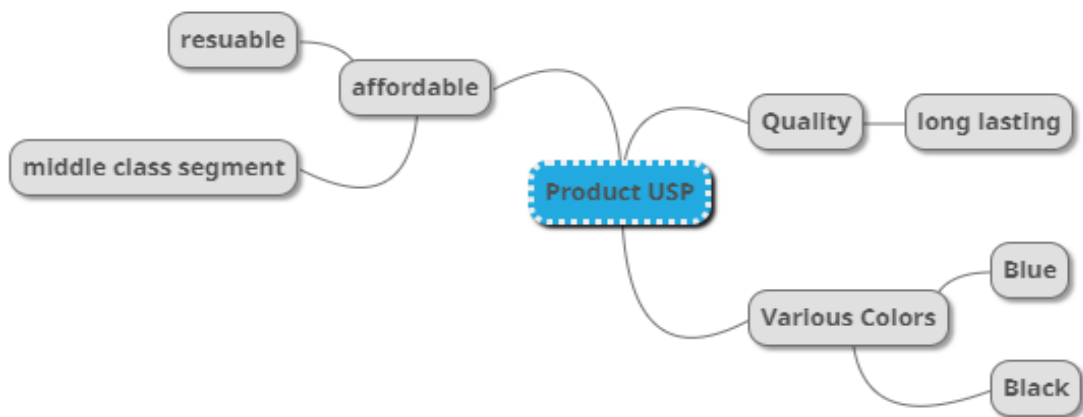 resuable
affordable
middle class segment
Product USP
Quality
long lasting
Various Colors
Blue
Black